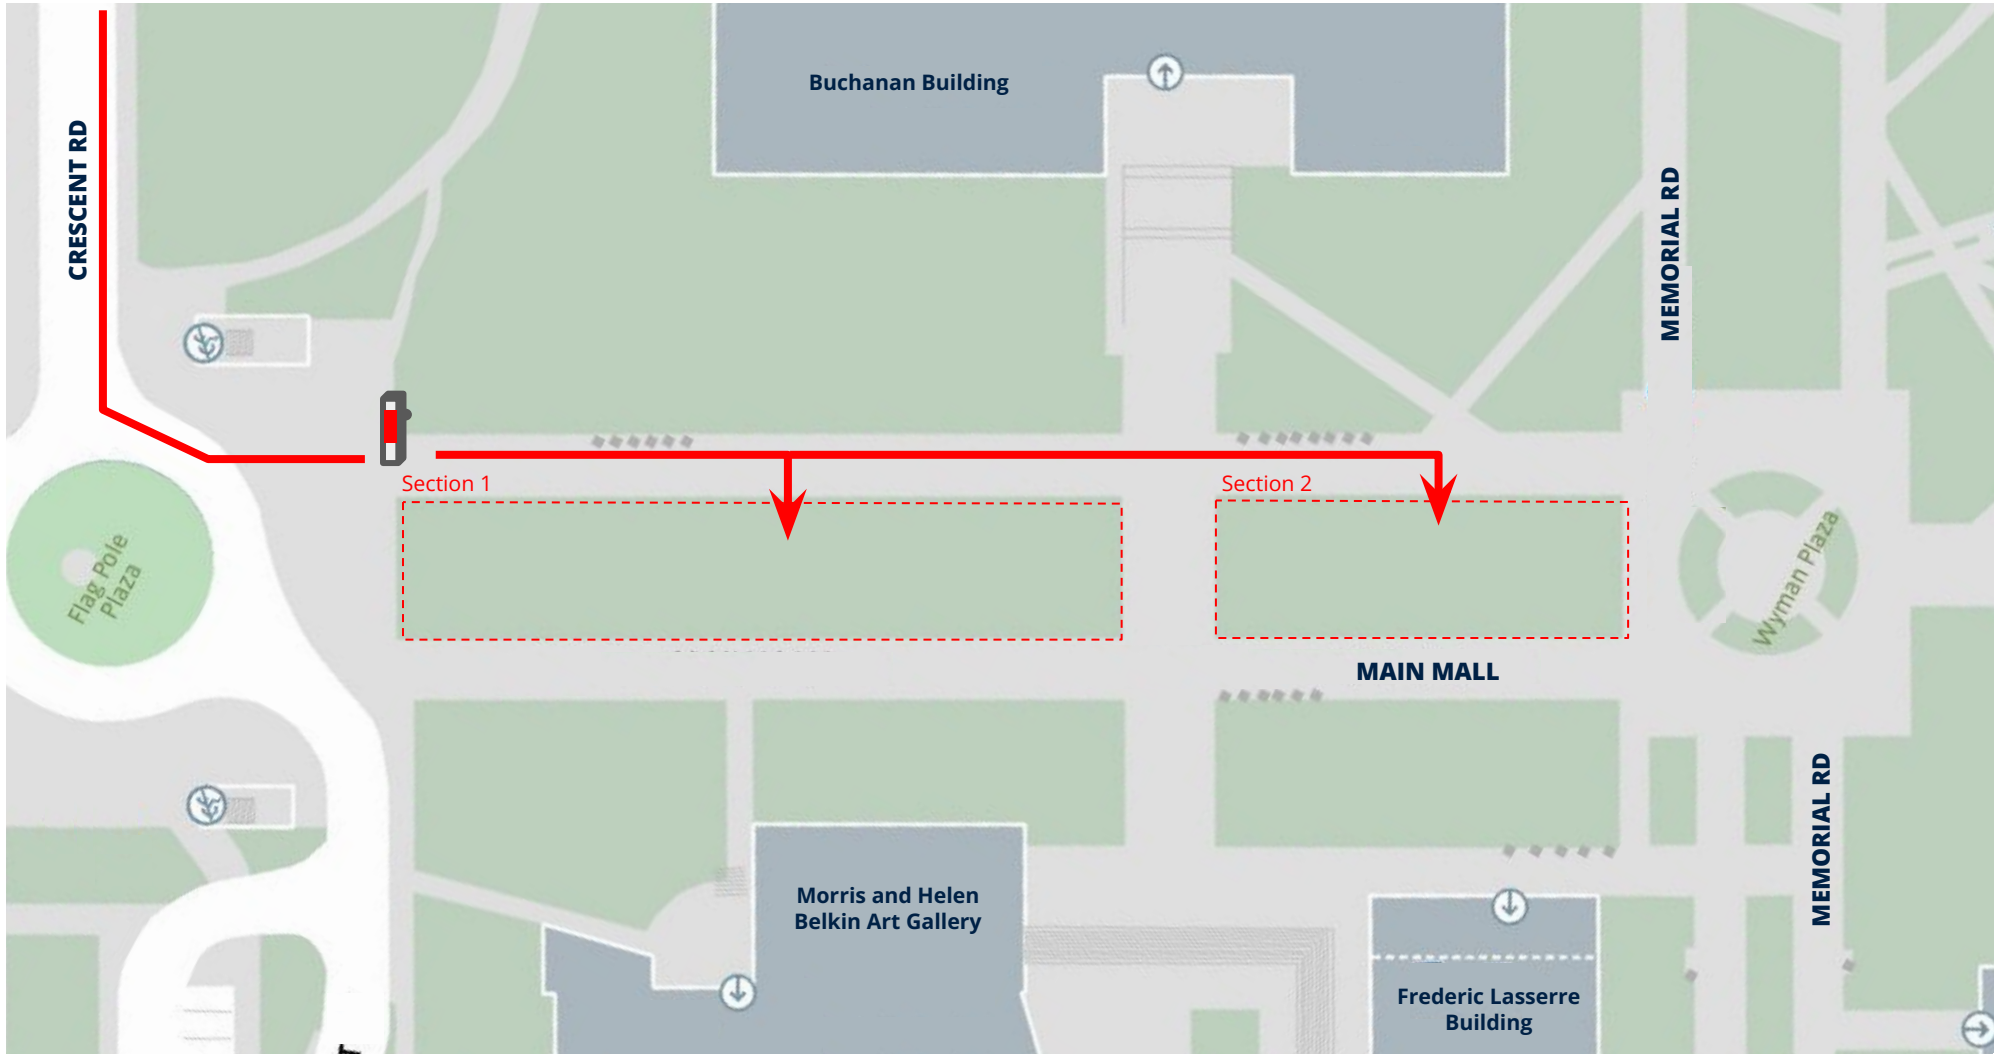 Buchanan Building
CRESCENT RD
MEMORIAL RD
Section 1
Section 2
Flag Pole
Plaza
Wyman Plaza
MAIN MALL
MEMORIAL RD
Morris and Helen
Belkin Art Gallery
Frederic Lasserre
Building